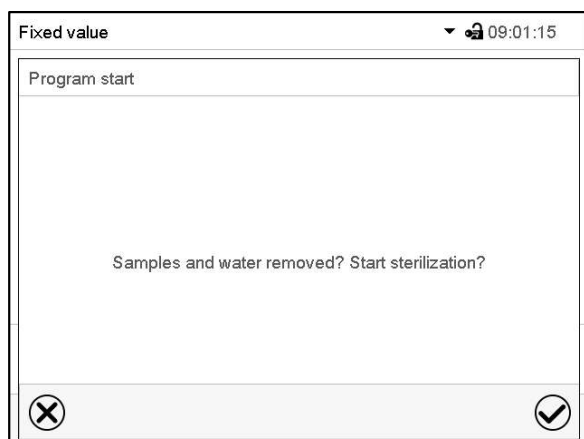 Fixed value 09:01:15
Program start
Samples and water removed? Start sterilization?